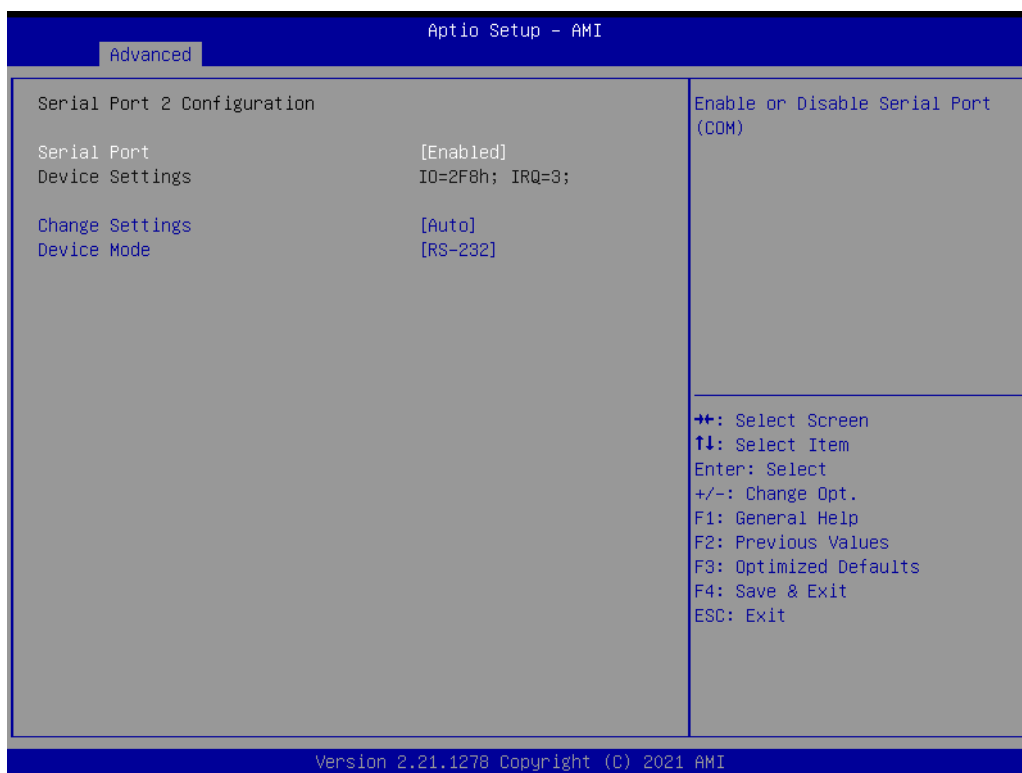 Aptio Setup - AMI
Advanced
Serial Port 2 Configuration
Serial Port [Enabled]
Device Settings IO=2F8h; IRQ=3;
Change Settings [Auto]
Device Mode [RS-232]
Enable or Disable Serial Port
(COM)
→←: Select Screen
↑↓: Select Item
Enter: Select
+/-: Change Opt.
F1: General Help
F2: Previous Values
F3: Optimized Defaults
F4: Save & Exit
ESC: Exit
Version 2.21.1278 Copyright (C) 2021 AMI